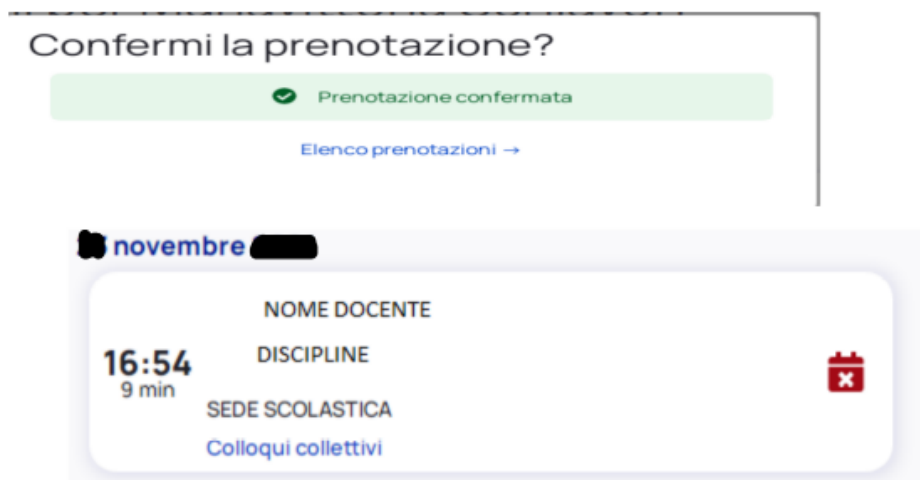 Confermi la prenotazione?
Prenotazione confermata
Elenco prenotazioni →
novembre
NOME DOCENTE
16:54
DISCIPLINE
9 min
SEDE SCOLASTICA
Colloqui collettivi